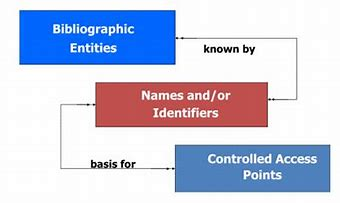 Bibliographic
Entities
known by
Names and/or
Identifiers
basis for
Controlled Access
Points